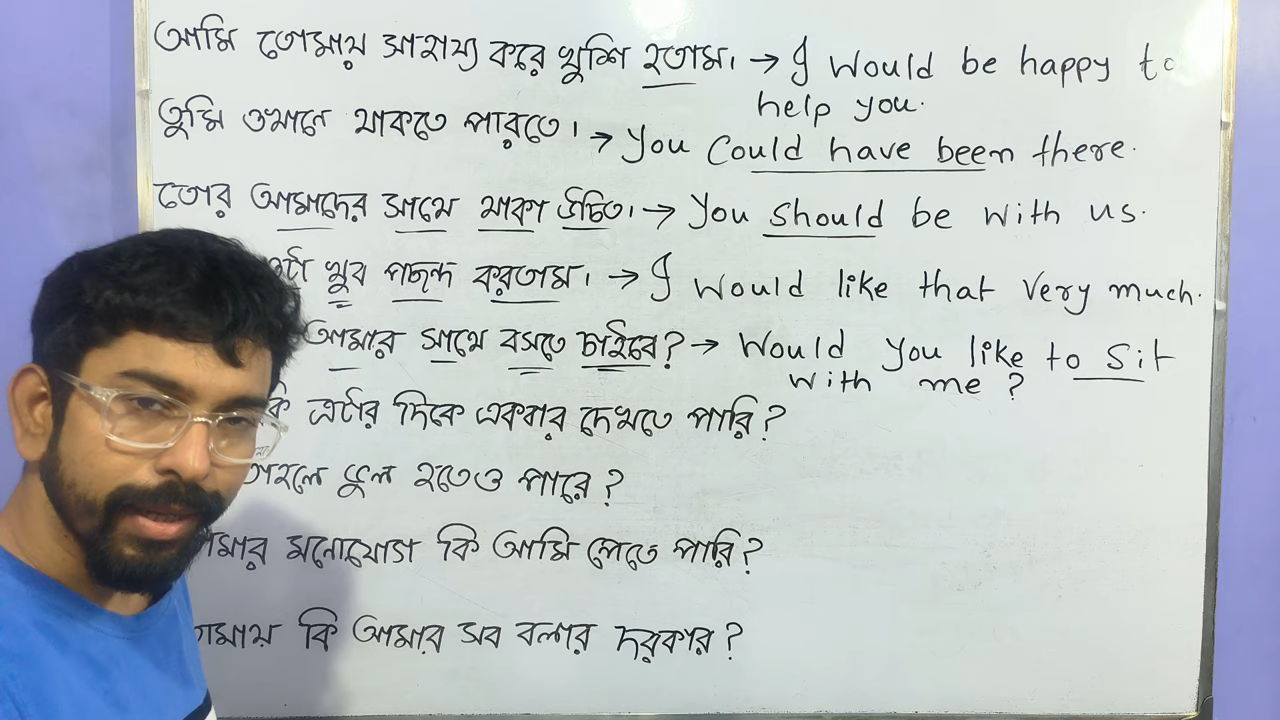 আমি তোমায় সাহায্য করে খুশি হতাম। → I Would be happy to
help you.
তুমি ওখানে থাকতে পারতে। → You Could have been there.
তোর আমাদের সাথে থাকা উচিত। → You should be with us.
খুব পছন্দ করতাম। → I Would like that very much.
আমার সাথে বসতে চাইবে? → Would you like to sit
with me?
কি এটার দিকে একবার দেখতে পারি?
ভুল হতেও পারে?
মনোযোগ কি আমি পেতে পারি?
কি আমার সব বলার দরকার?